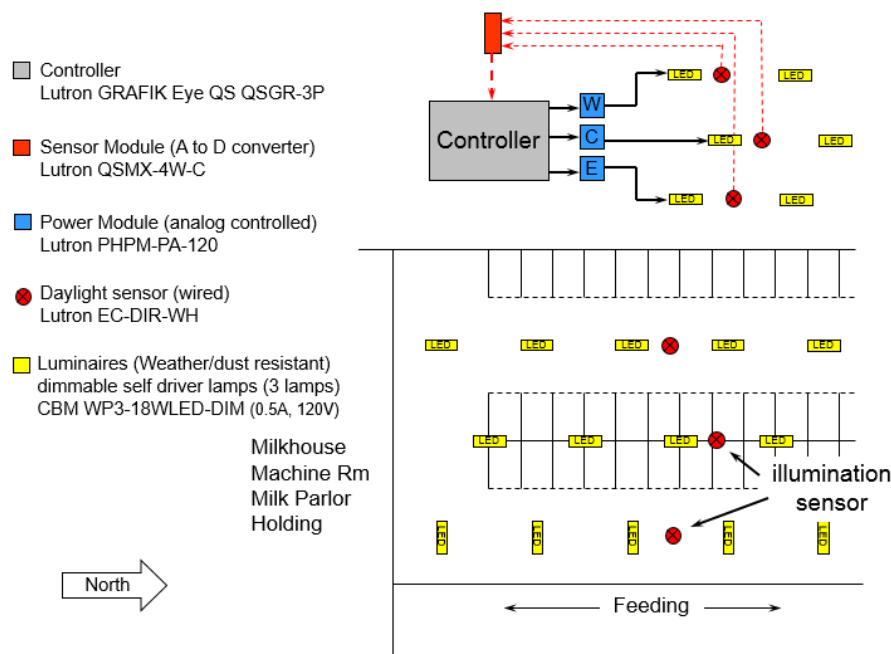 Controller
Lutron GRAFIK Eye QS QSGR-3P
Sensor Module (A to D converter)
Lutron QSMX-4W-C
Power Module (analog controlled)
Lutron PHPM-PA-120
Daylight sensor (wired)
Lutron EC-DIR-WH
Luminaires (Weather/dust resistant)
dimmable self driver lamps (3 lamps)
CBM WP3-18WLED-DIM (0.5A, 120V)
Controller
W
C
E
LED LED
LED LED
LED LED
LED LED LED LED LED
LED LED LED LED
LED LED LED LED LED
illumination
sensor
Milkhouse
Machine Rm
Milk Parlor
Holding
North
Feeding